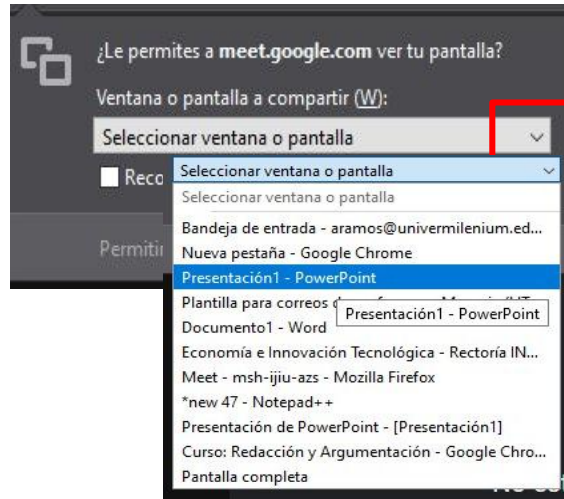 ¿Le permites a meet.google.com ver tu pantalla?
Ventana o pantalla a compartir (W):
Seleccionar ventana o pantalla
Reco
Seleccionar ventana o pantalla
Seleccionar ventana o pantalla
Bandeja de entrada - aramos@univermilenium.ed...
Nueva pestaña - Google Chrome
Permitir
Presentación1 - PowerPoint
Plantilla para correos
Presentación1 - PowerPoint
Documento1 - Word
Economía e Innovación Tecnológica - Rectoría IN...
Meet - msh-ijiu-azs - Mozilla Firefox
*new 47 - Notepad++
Presentación de PowerPoint - [Presentación1]
Curso: Redacción y Argumentación - Google Chro...
Pantalla completa